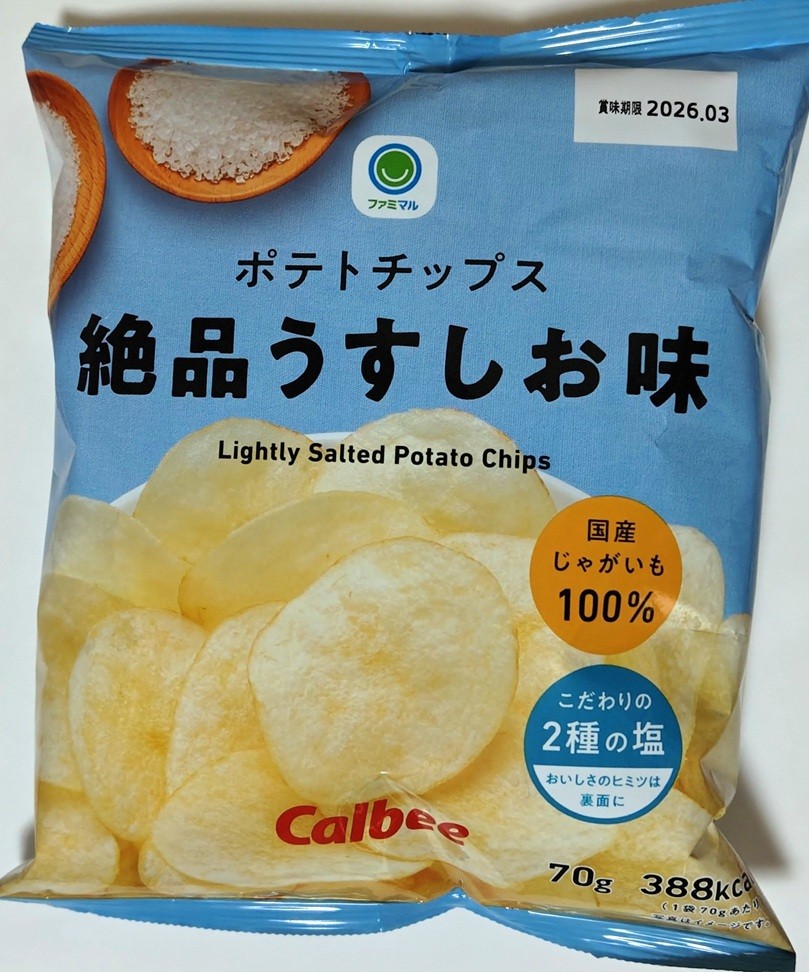 賞味期限 2026.03
ファミマル
ポテトチップス
絶品うすしお味
Lightly Salted Potato Chips
国産
じゃがいも
100%
こだわりの
2種の塩
おいしさのヒミツは
裏面に
Calbee
70g 388kca
(1袋70gあたり
写真はイメージです。